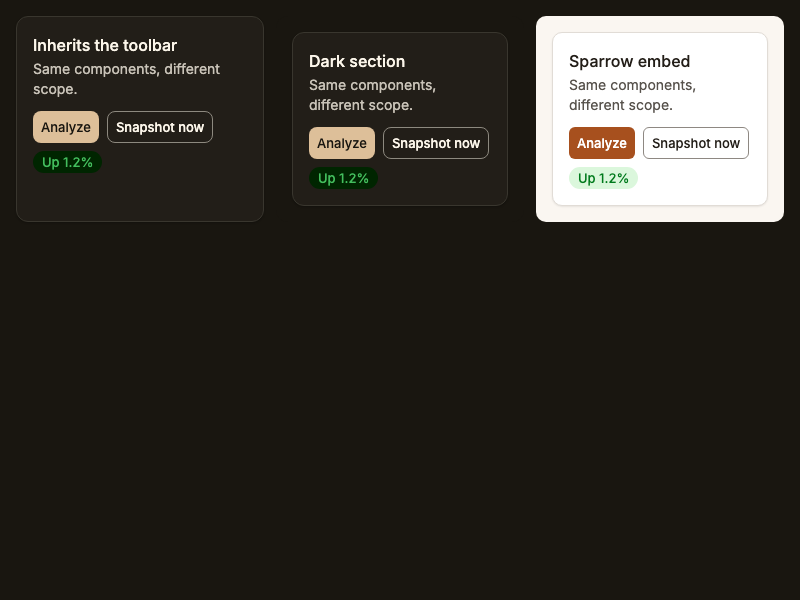 Inherits the toolbar
Same components, different
scope.
Analyze
Snapshot now
Up 1.2%
Dark section
Same components,
different scope.
Analyze
Snapshot now
Up 1.2%
Sparrow embed
Same components,
different scope.
Analyze
Snapshot now
Up 1.2%